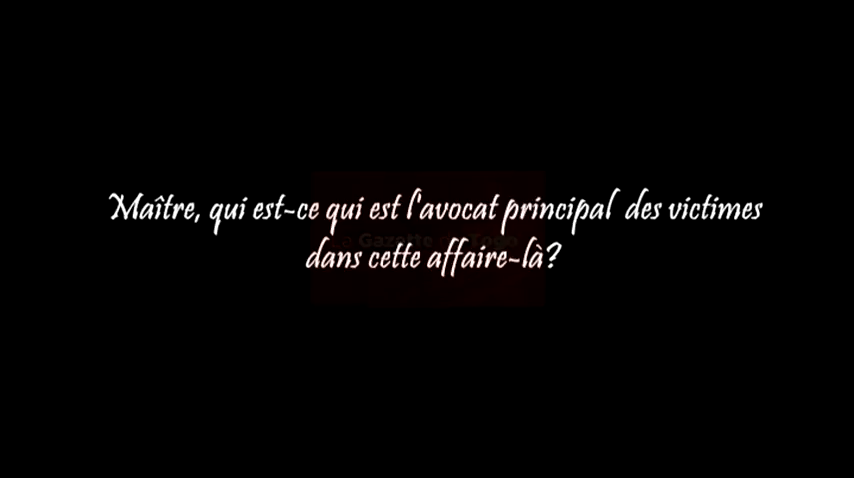 Maître, qui est-ce qui est l'avocat principal des victimes
dans cette affaire-là?